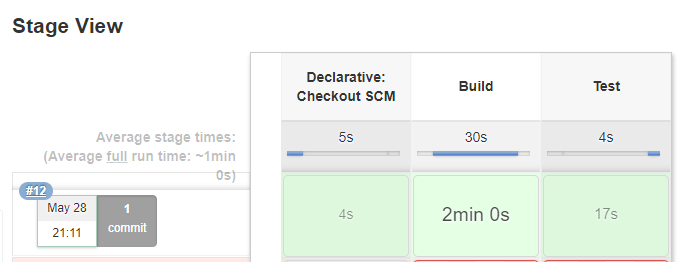 Stage View
Declarative:
Checkout SCM
Build
Test
Average stage times:
(Average full run time: ~1min
0s)
5s
30s
4s
#12
May 28
21:11
1
commit
4s
2min 0s
17s